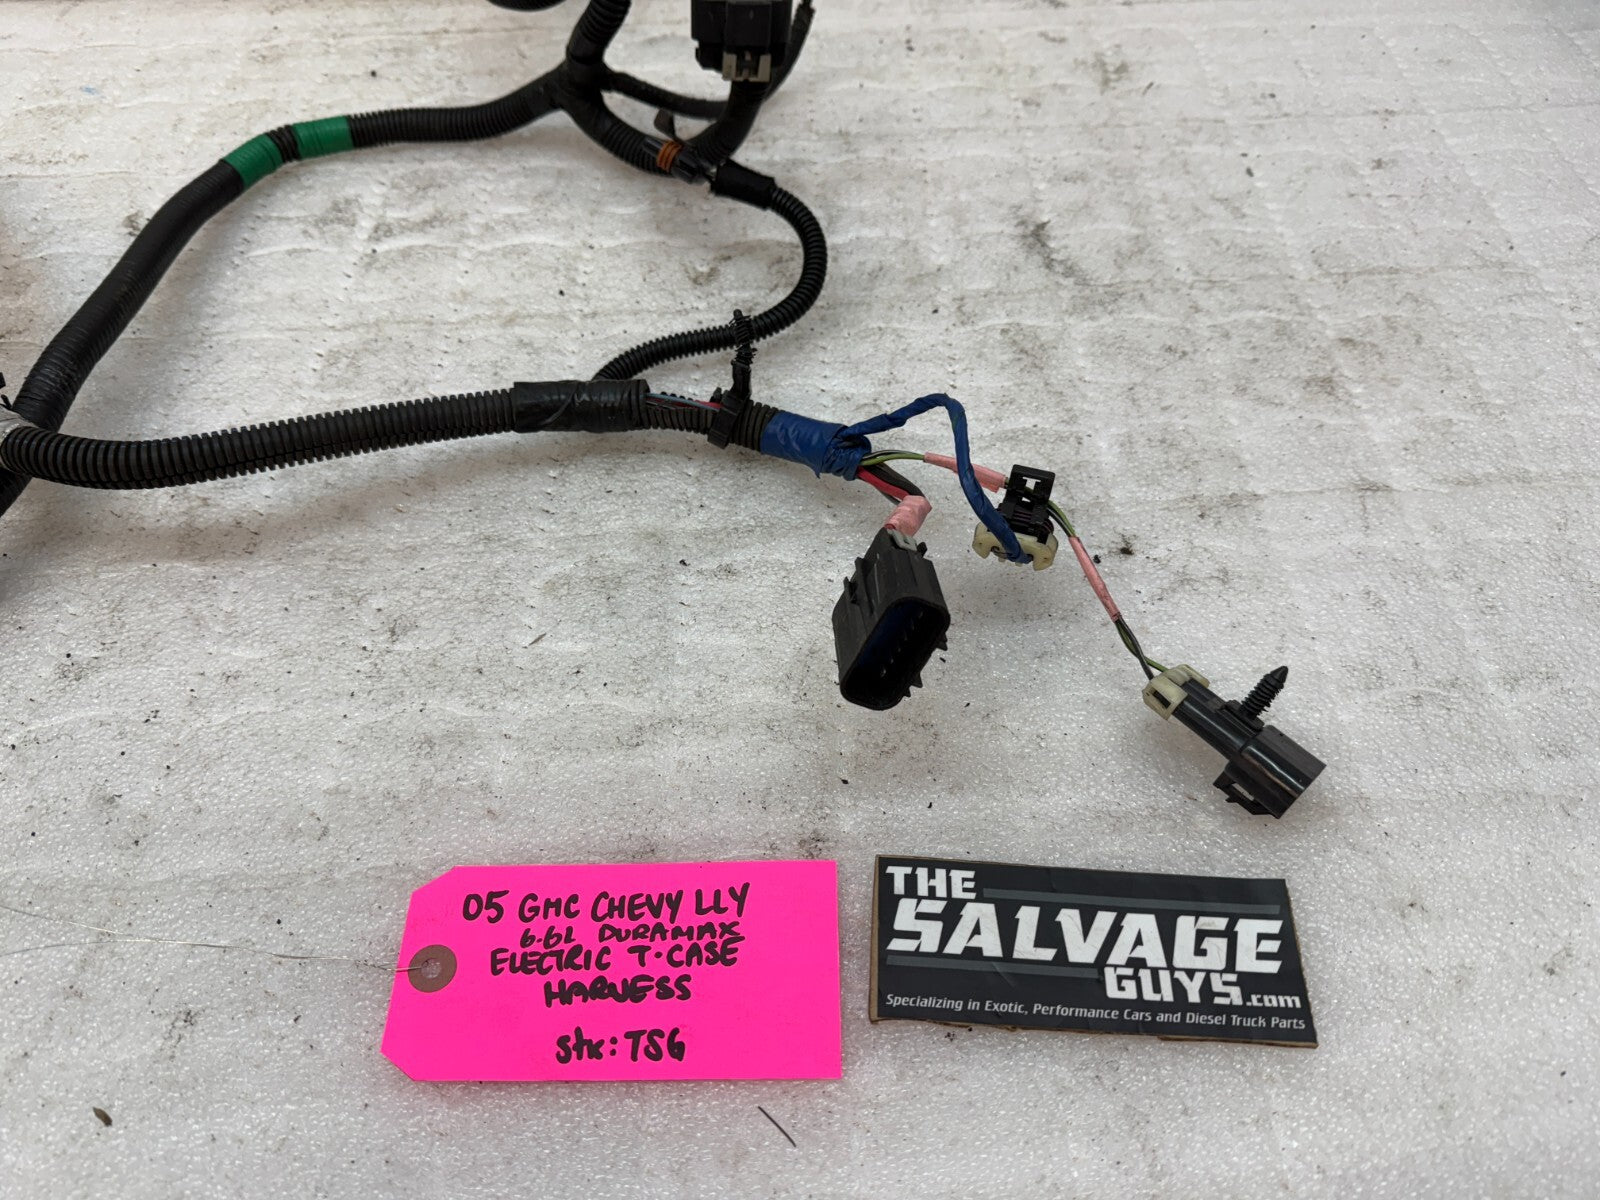 05 GMC CHEVY LLY
6.6L DURAMAX
ELECTRIC T-CASE
HARNESS
stk: TSG
THE
SALVAGE
GUYS.com
Specializing in Exotic, Performance Cars and Diesel Truck Parts